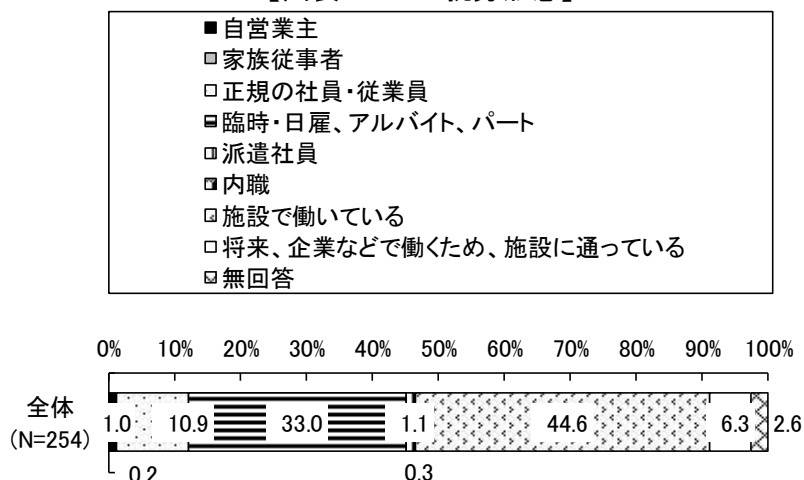 ■自営業主
□家族従事者
□正規の社員・従業員
臨時・日雇、アルバイト、パート
派遣社員
内職
施設で働いている
□将来、企業などで働くため、施設に通っている
無回答
0% 10% 20% 30% 40% 50% 60% 70% 80% 90% 100%
全体
(N=254)
1.0 10.9 33.0 1.1 44.6 6.3 2.6
0.2 0.3